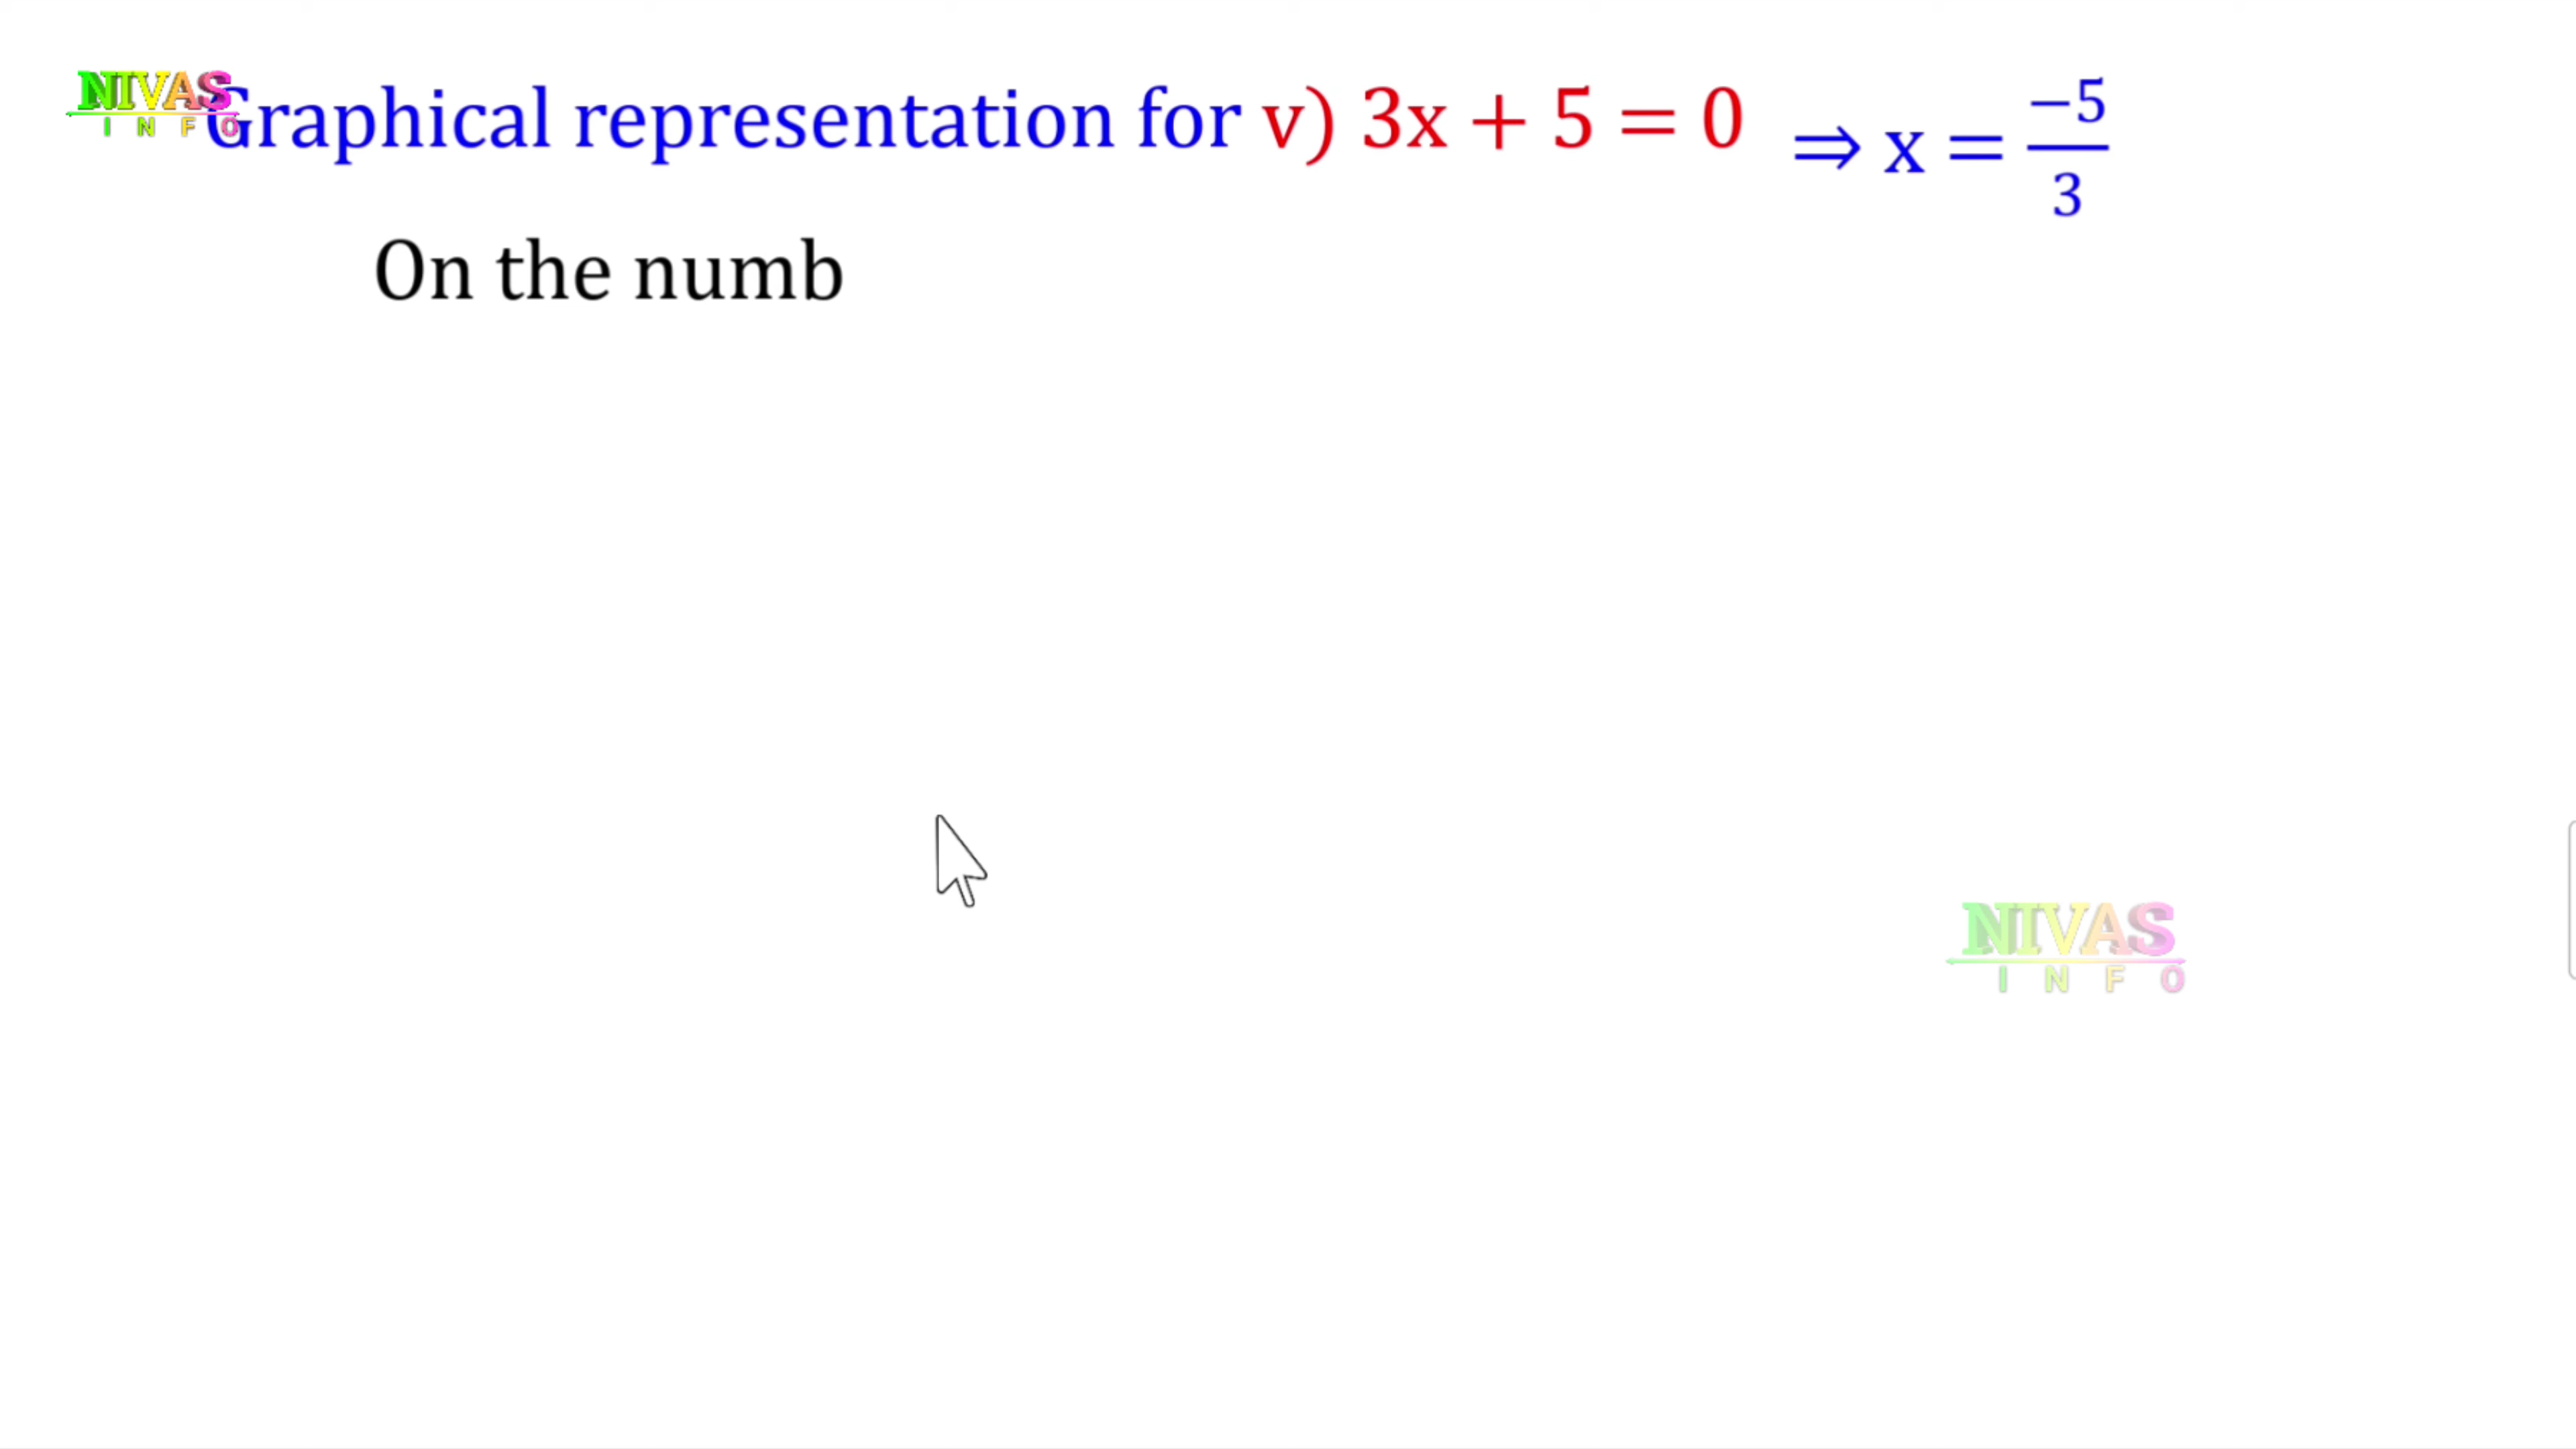 NIVAS
INFO
Graphical representation for v) 3x + 5 = 0 ⇒ x = −5/3
On the numb
NIVAS
INFO